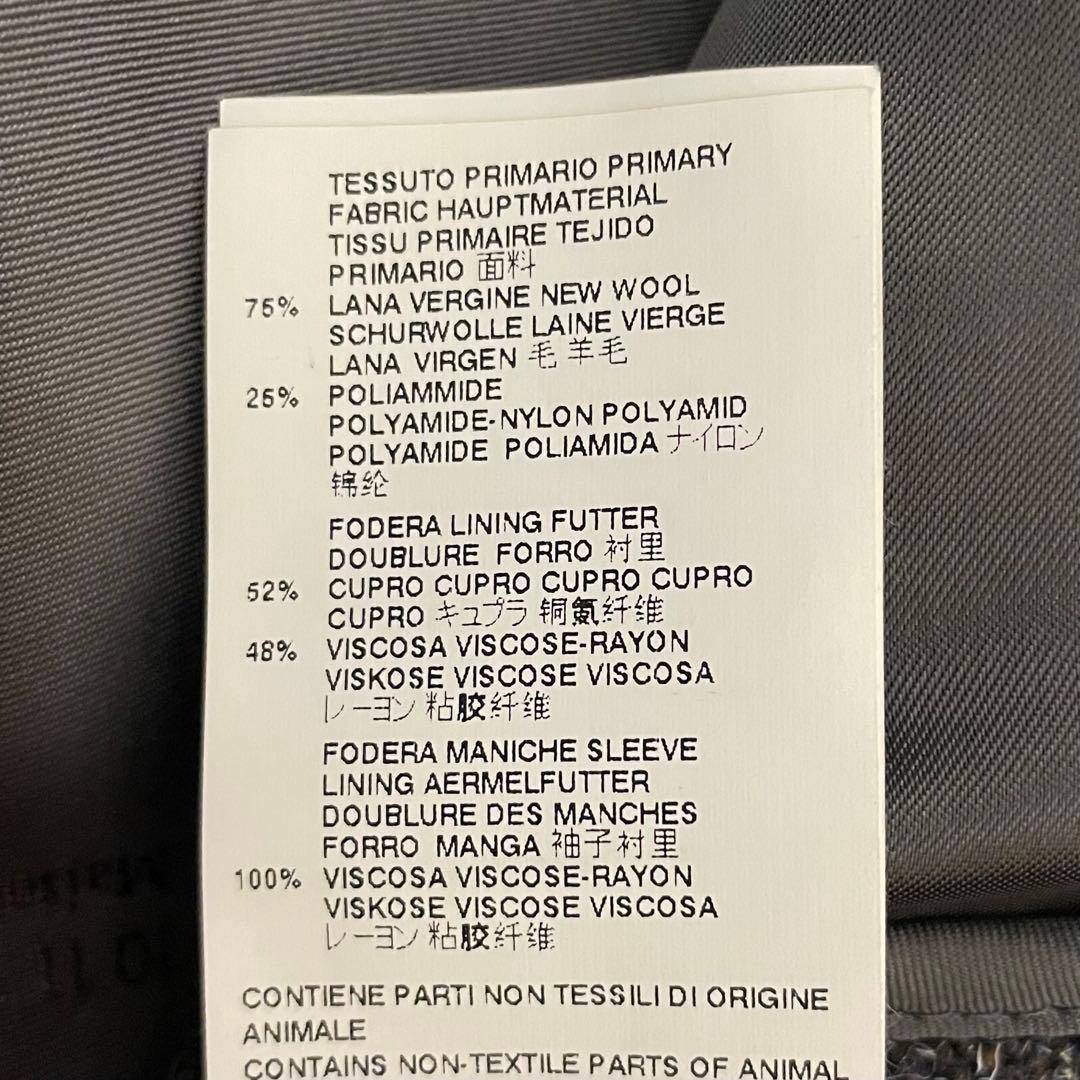 TESSUTO PRIMARIO PRIMARY
FABRIC HAUPTMATERIAL
TISSU PRIMAIRE TEJIDO
PRIMARIO 面料
75% LANA VERGINE NEW WOOL
SCHURWOLLE LAINE VIERGE
LANA VIRGEN 毛 羊毛
25% POLIAMMIDE
POLYAMIDE-NYLON POLYAMID
POLYAMIDE POLIAMIDA ナイロン
锦纶
FODERA LINING FUTTER
DOUBLURE FORRO 衬里
52% CUPRO CUPRO CUPRO CUPRO
CUPRO キュプラ 铜氨纤维
48% VISCOSA VISCOSE-RAYON
VISKOSE VISCOSE VISCOSA
レーヨン 粘胶纤维
FODERA MANICHE SLEEVE
LINING AERMELFUTTER
DOUBLURE DES MANCHES
FORRO MANGA 袖子衬里
100% VISCOSA VISCOSE-RAYON
VISKOSE VISCOSE VISCOSA
レーヨン 粘胶纤维
CONTIENE PARTI NON TESSILI DI ORIGINE
ANIMALE
CONTAINS NON-TEXTILE PARTS OF ANIMAL